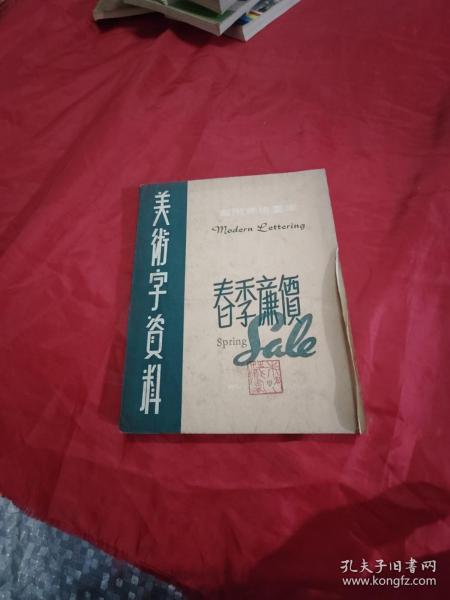 美術字資料
Modern Lettering
春季廉價
Spring Sale
孔夫子旧书网
www.kongfz.com